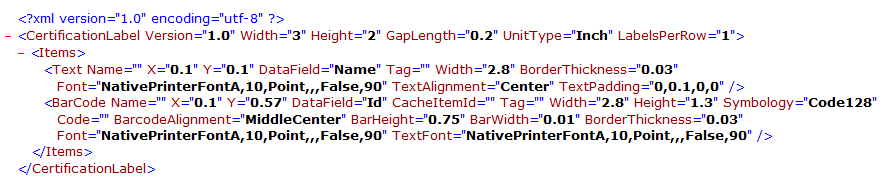 <?xml version="1.0" encoding="utf-8" ?>
- <CertificationLabel Version="1.0" Width="3" Height="2" GapLength="0.2" UnitType="Inch" LabelsPerRow="1">
- <Items>
<Text Name="" X="0.1" Y="0.1" DataField="Name" Tag="" Width="2.8" BorderThickness="0.03"
Font="NativePrinterFontA,10,Point,,,False,90" TextAlignment="Center" TextPadding="0,0.1,0,0" />
<BarCode Name="" X="0.1" Y="0.57" DataField="Id" CacheItemId="" Tag="" Width="2.8" Height="1.3" Symbology="Code128"
Code="" BarcodeAlignment="MiddleCenter" BarHeight="0.75" BarWidth="0.01" BorderThickness="0.03"
Font="NativePrinterFontA,10,Point,,,False,90" TextFont="NativePrinterFontA,10,Point,,,False,90" />
</Items>
</CertificationLabel>